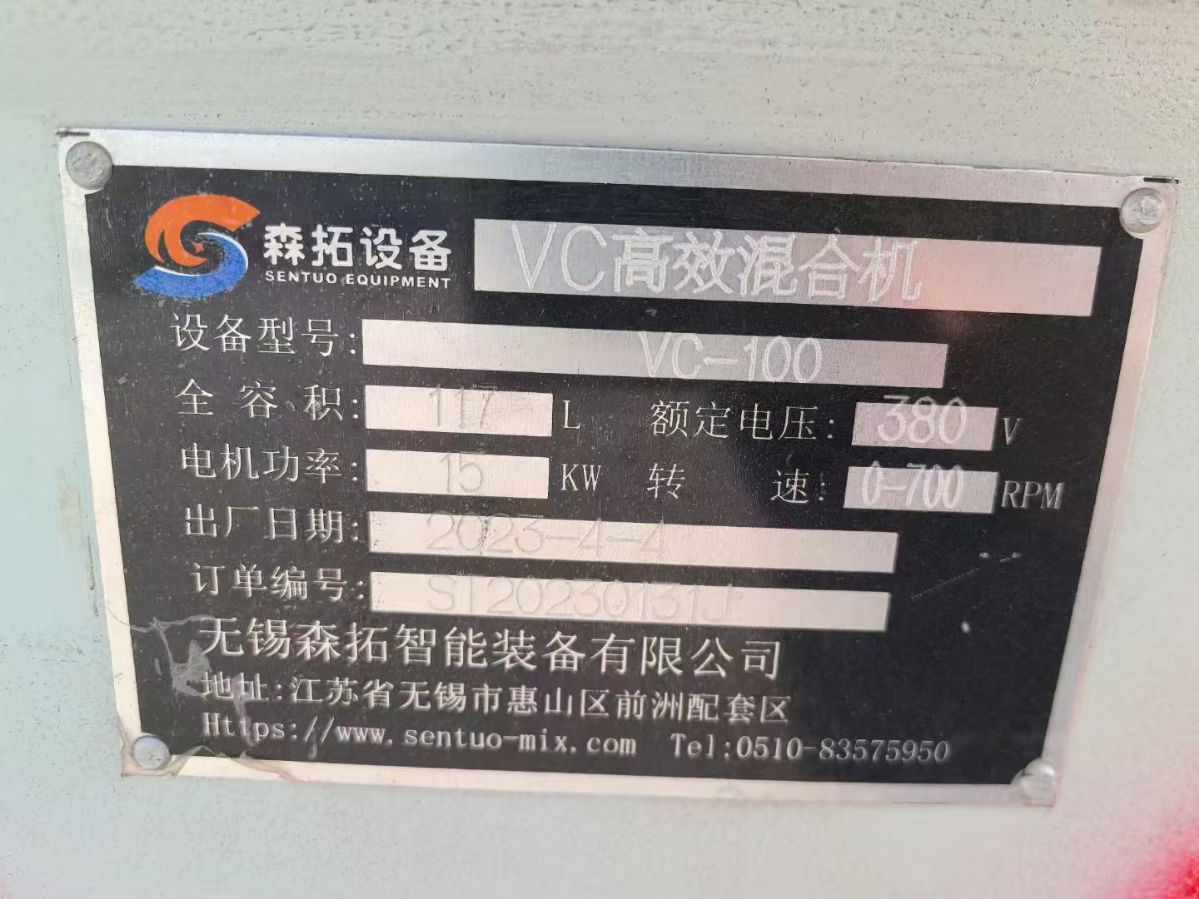 森拓设备 VC高效混合机
SENTUO EQUIPMENT
设备型号: VC-100
全容积: 117 L 额定电压: 380 V
电机功率: 15 KW 转速: 0-700 RPM
出厂日期: 2023-4-4
订单编号: ST20230131J
无锡森拓智能装备有限公司
地址:江苏省无锡市惠山区前洲配套区
Https://www.sentuo-mix.com Tel:0510-83575950